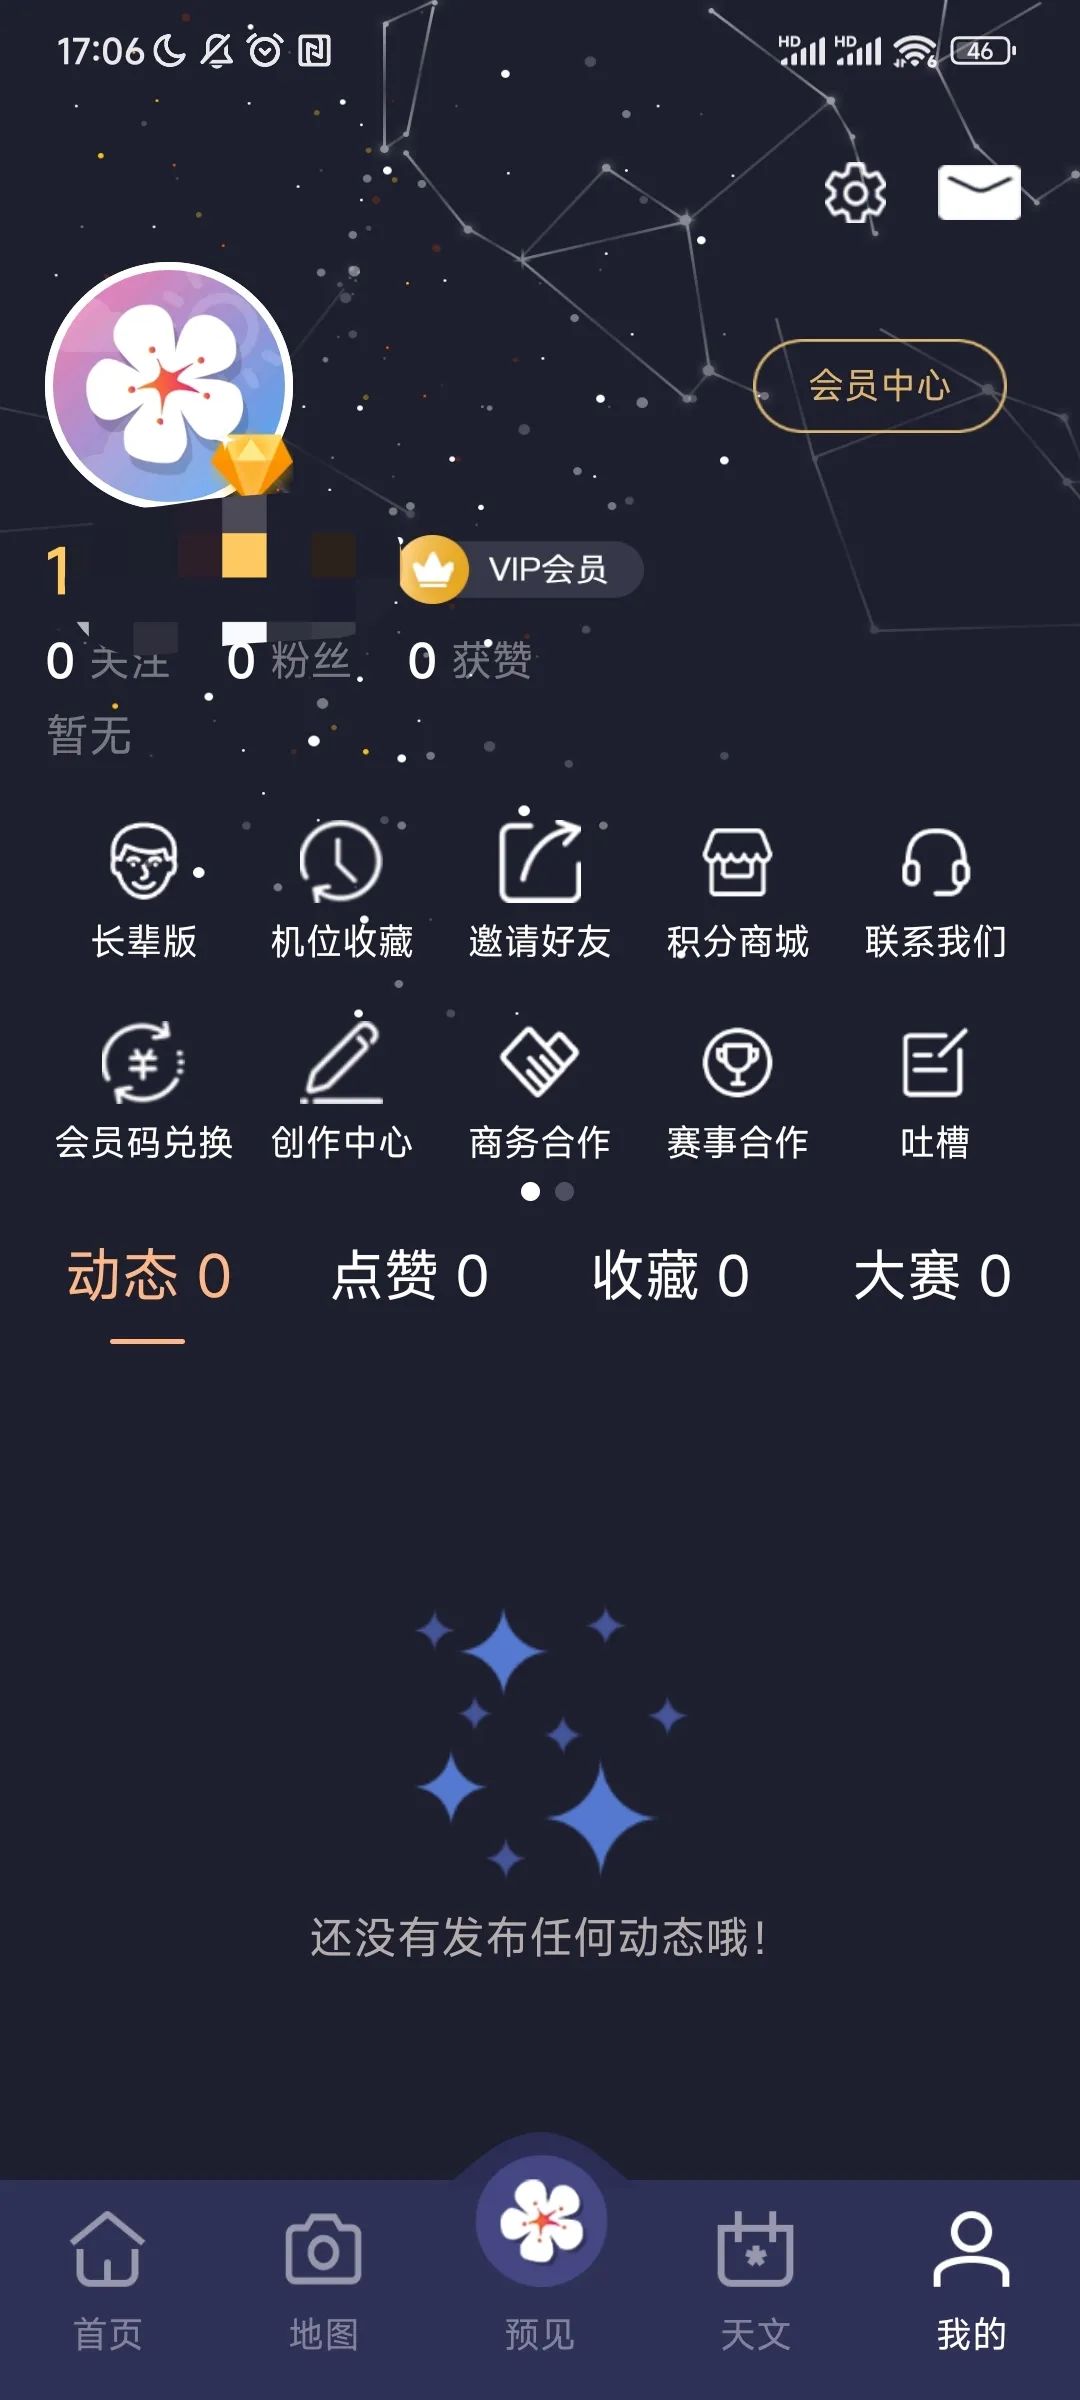 17:06 HD HD 6 46
会员中心
1
VIP会员
0 关注 0 粉丝 0 获赞
暂无
长辈版 机位收藏 邀请好友 积分商城 联系我们
会员码兑换 创作中心 商务合作 赛事合作 吐槽
动态 0 点赞 0 收藏 0 大赛 0
还没有发布任何动态哦!
首页 地图 预见 天文 我的